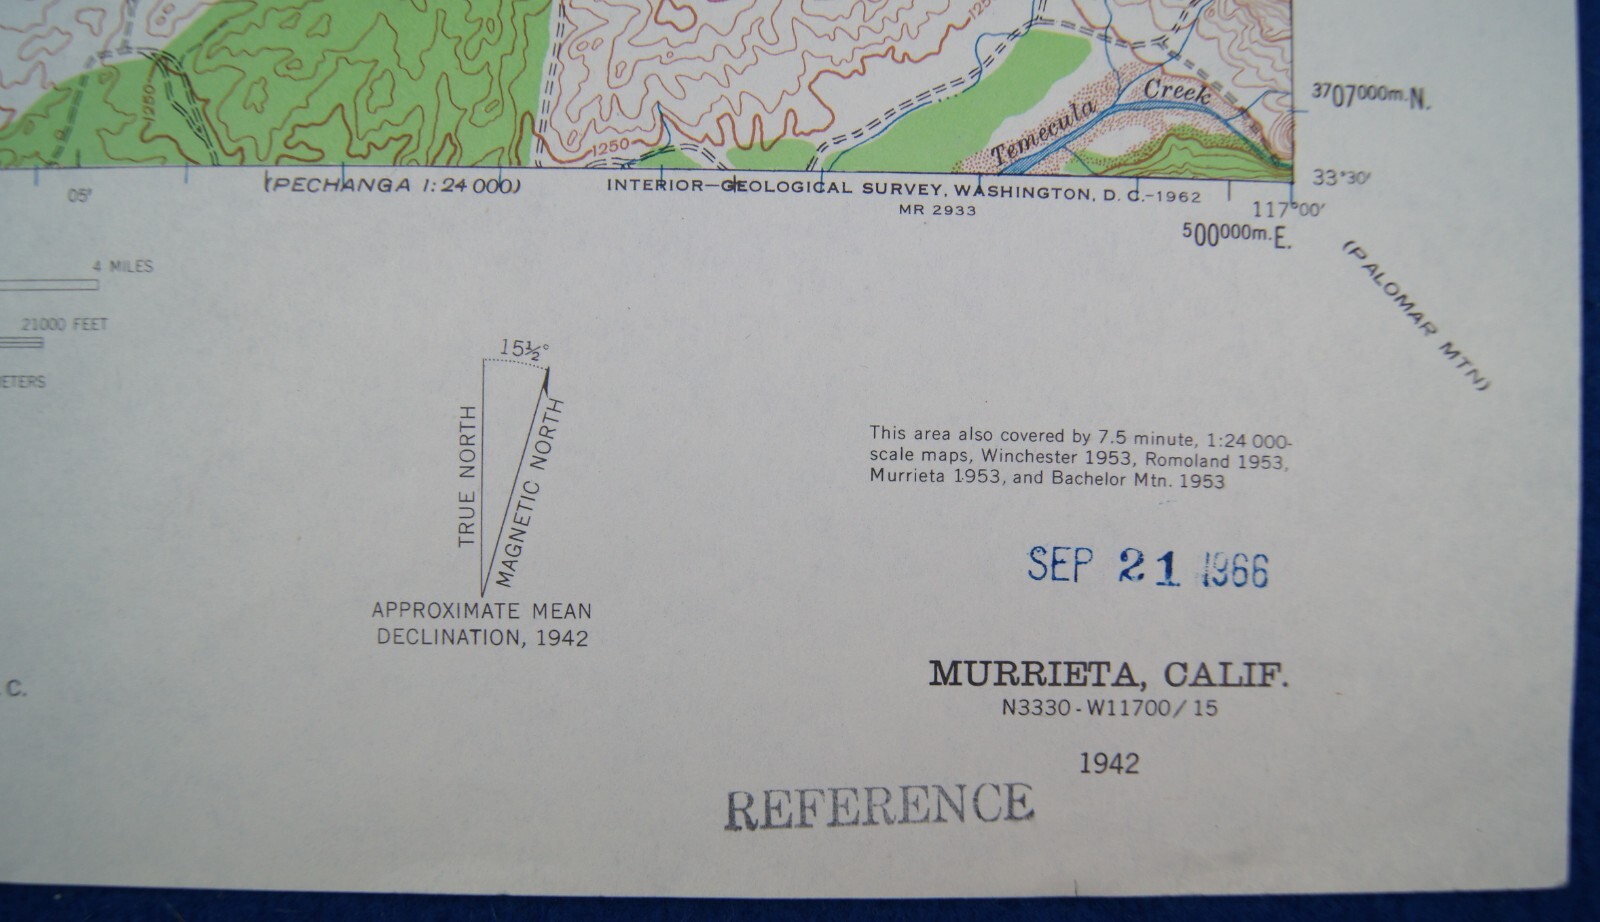 1250
1250
1250
Temecula Creek
3707000m.N.
33°30'
05'
(PECHANGA 1:24 000)
INTERIOR—GEOLOGICAL SURVEY, WASHINGTON, D. C.-1962
MR 2933
117°00'
500000m.E.
(PALOMAR MTN)
4 MILES
21000 FEET
ETERS
15½°
TRUE NORTH
MAGNETIC NORTH
APPROXIMATE MEAN
DECLINATION, 1942
This area also covered by 7.5 minute, 1:24 000-
scale maps, Winchester 1953, Romoland 1953,
Murrieta 1953, and Bachelor Mtn. 1953
SEP 21 1966
C.
MURRIETA, CALIF.
N3330-W11700/15
1942
REFERENCE